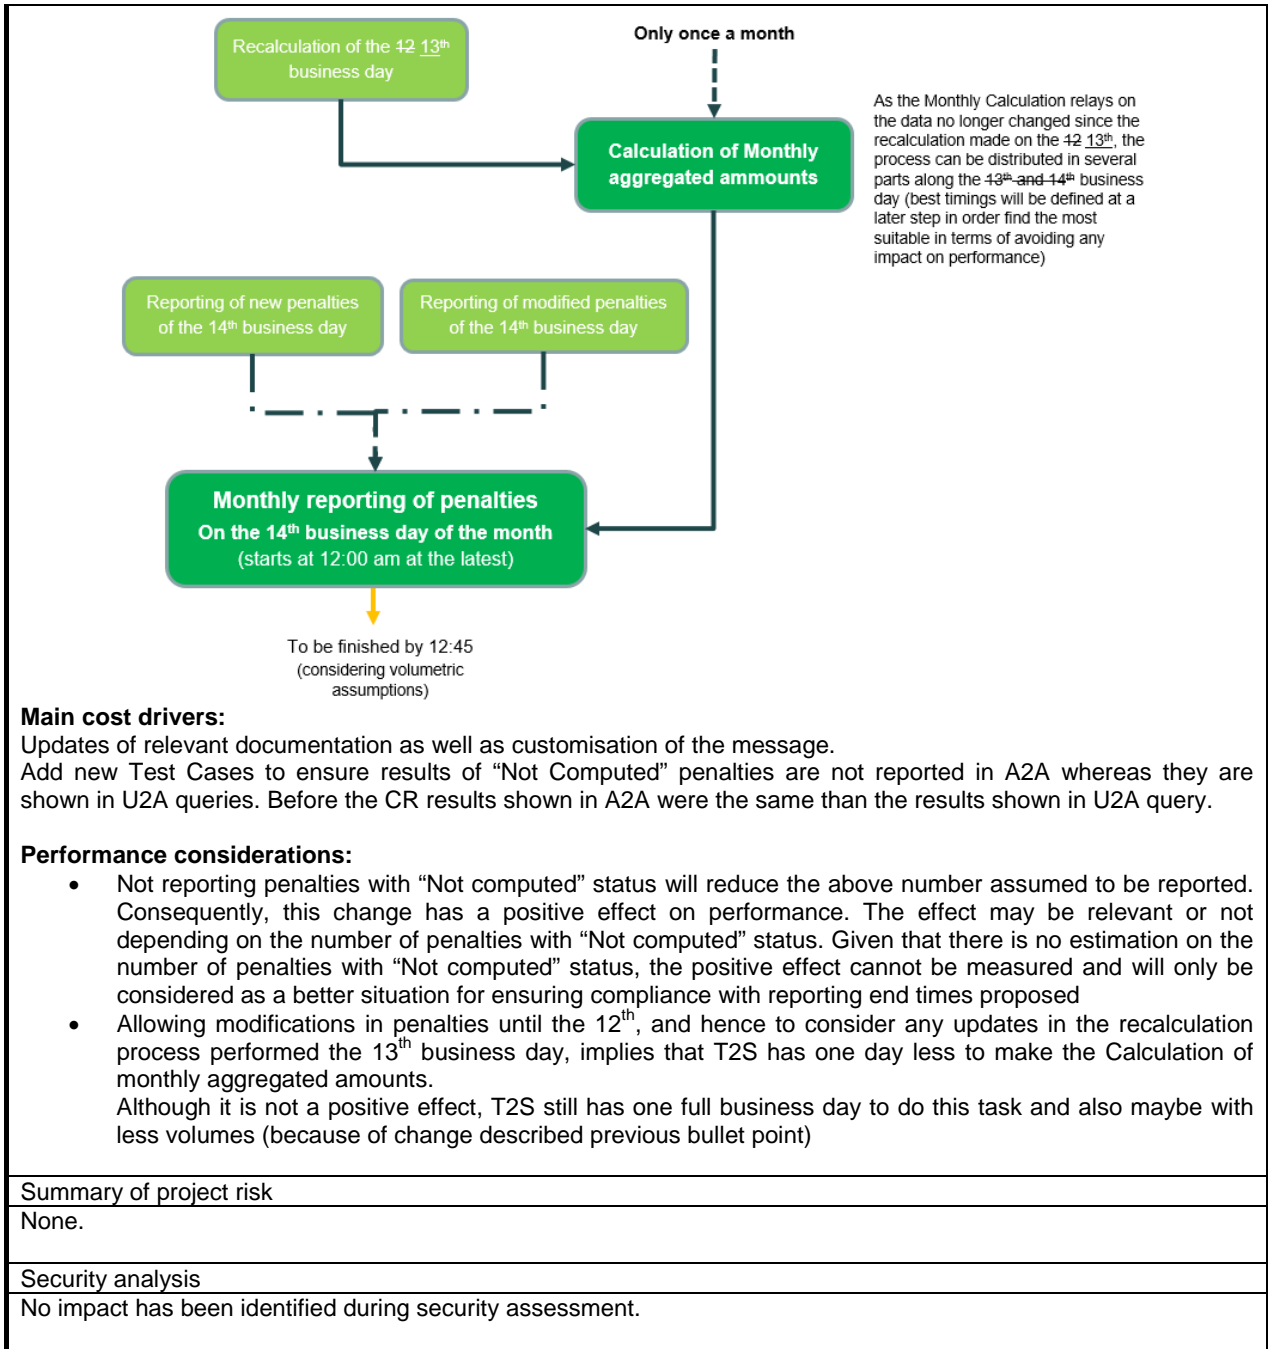 Recalculation of the 12 13th
business day
Only once a month
As the Monthly Calculation relays on
the data no longer changed since the
recalculation made on the 12 13th, the
process can be distributed in several
parts along the 13th and 14th business
day (best timings will be defined at a
later step in order find the most
suitable in terms of avoiding any
impact on performance)
Calculation of Monthly
aggregated ammounts
Reporting of new penalties
of the 14th business day
Reporting of modified penalties
of the 14th business day
Monthly reporting of penalties
On the 14th business day of the month
(starts at 12:00 am at the latest)
To be finished by 12:45
(considering volumetric
assumptions)
Main cost drivers:
Updates of relevant documentation as well as customisation of the message.
Add new Test Cases to ensure results of “Not Computed” penalties are not reported in A2A whereas they are
shown in U2A queries. Before the CR results shown in A2A were the same than the results shown in U2A query.
Performance considerations:
• Not reporting penalties with “Not computed” status will reduce the above number assumed to be reported.
Consequently, this change has a positive effect on performance. The effect may be relevant or not
depending on the number of penalties with “Not computed” status. Given that there is no estimation on the
number of penalties with “Not computed” status, the positive effect cannot be measured and will only be
considered as a better situation for ensuring compliance with reporting end times proposed
• Allowing modifications in penalties until the 12th, and hence to consider any updates in the recalculation
process performed the 13th business day, implies that T2S has one day less to make the Calculation of
monthly aggregated amounts.
Although it is not a positive effect, T2S still has one full business day to do this task and also maybe with
less volumes (because of change described previous bullet point)
Summary of project risk
None.
Security analysis
No impact has been identified during security assessment.